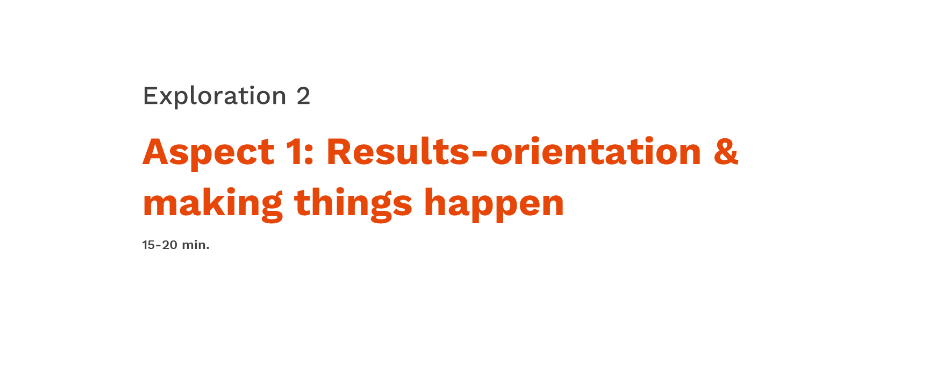 Exploration 2
Aspect 1: Results-orientation &
making things happen
15-20 min.